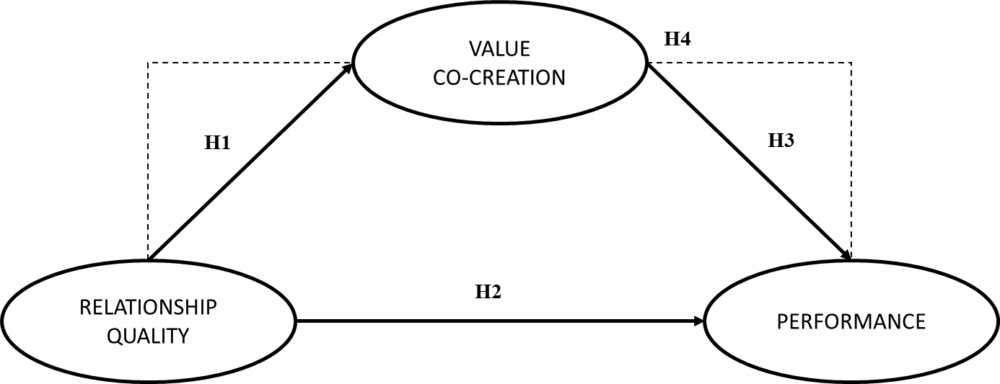 VALUE
CO-CREATION
H4
H1
H3
H2
RELATIONSHIP
QUALITY
PERFORMANCE